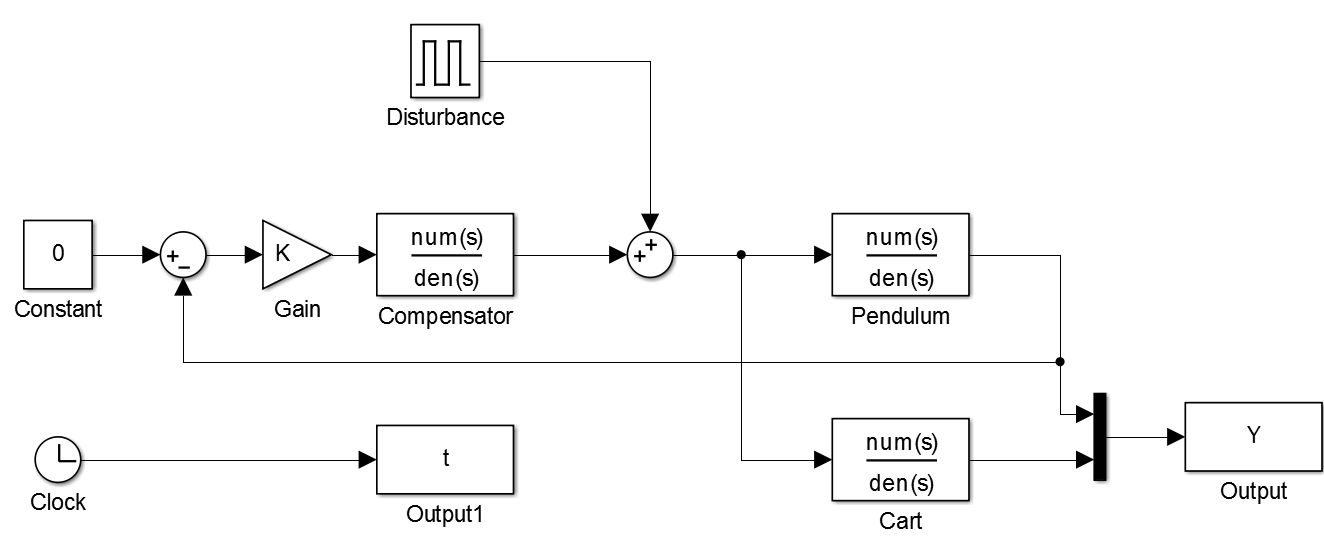 Disturbance
0
+
−
K
num(s)
den(s)
+
+
num(s)
den(s)
Constant
Gain
Compensator
Pendulum
t
num(s)
den(s)
Y
Clock
Output1
Cart
Output